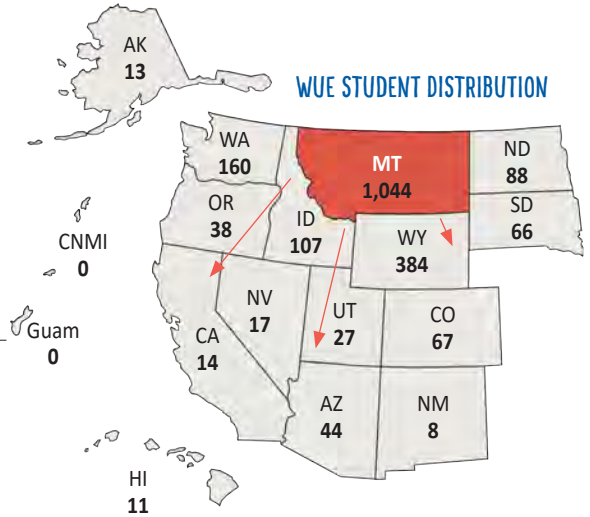 AK
13
WUE STUDENT DISTRIBUTION
WA
160
MT
1,044
ND
88
OR
38
ID
107
SD
66
WY
384
CNMI
0
NV
17
UT
27
CO
67
Guam
0
CA
14
AZ
44
NM
8
HI
11